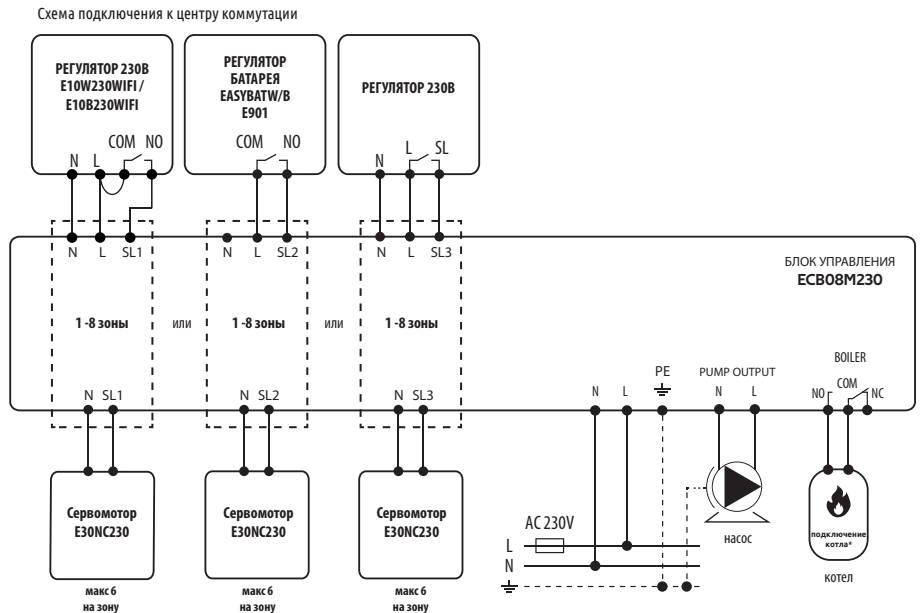 Схема подключения к центру коммутации
РЕГУЛЯТОР 230В
E10W230WIFI /
E10B230WIFI
N L COM NO
РЕГУЛЯТОР
БАТАРЕЯ
EASYBATW/B
E901
COM NO
РЕГУЛЯТОР 230В
N L SL
N L SL1
N L SL2
N L SL3
БЛОК УПРАВЛЕНИЯ
ECB08M230
1 -8 зоны
или
1 -8 зоны
или
1 -8 зоны
N SL1
N SL2
N SL3
N L
PE
PUMP OUTPUT
N L
BOILER
NO COM NC
Сервомотор
E30NC230
Сервомотор
E30NC230
Сервомотор
E30NC230
макс 6
на зону
макс 6
на зону
макс 6
на зону
AC 230V
L
N
насос
подключение
котла*
котел